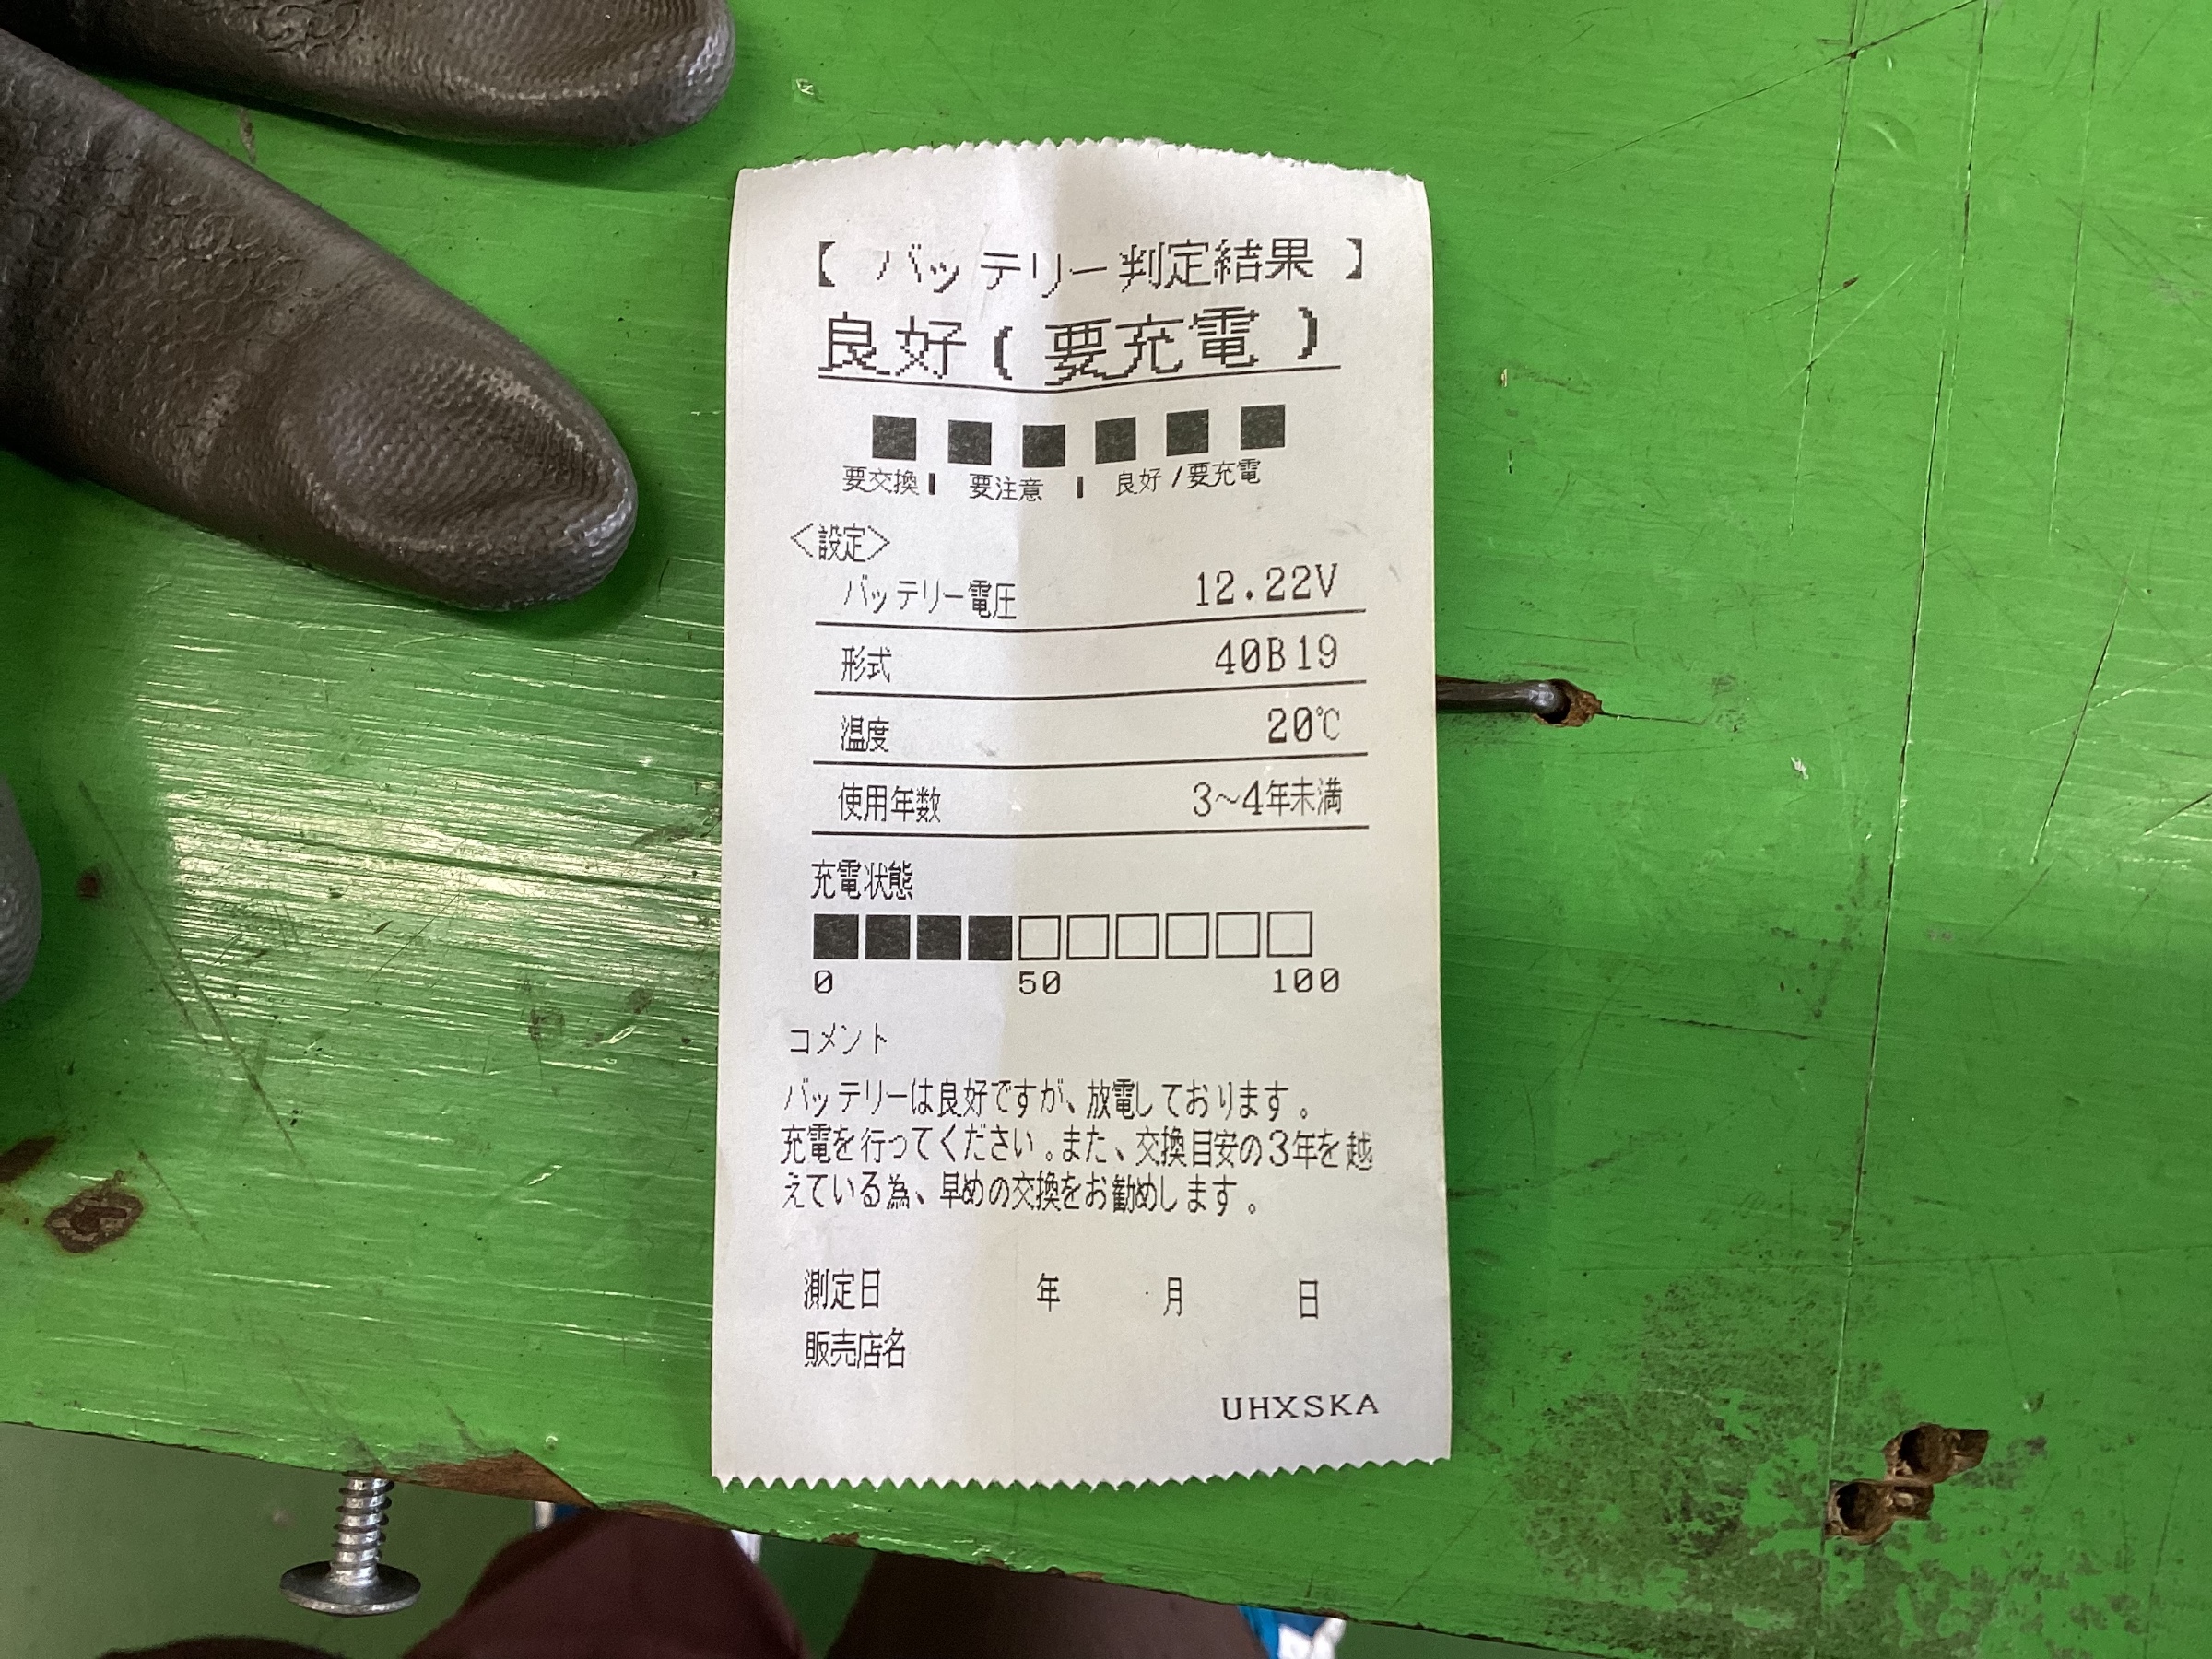 【 バッテリー判定結果 】
良好(要充電)
要交換| 要注意 | 良好/要充電
<設定>
バッテリー電圧 12.22V
形式 40B19
温度 20℃
使用年数 3~4年未満
充電状態
0 50 100
コメント
バッテリーは良好ですが、放電しております。
充電を行ってください。また、交換目安の3年を越
えている為、早めの交換をお勧めします。
測定日 年 月 日
販売店名
UHXSKA